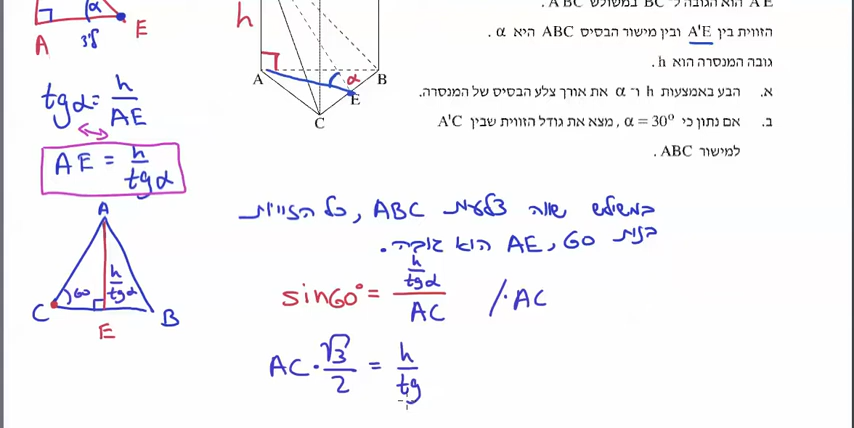 A'E הוא הגובה ל־ BC במשולש A'BC.
הזווית בין A'E ובין מישור הבסיס ABC היא α.
גובה המנסרה הוא h.
א. הבע באמצעות h ו־ α את אורך צלע הבסיס של המנסרה.
ב. אם נתון כי α = 30°, מצא את גודל הזווית שבין A'C
למישור ABC.
h
A
B
C
E
α
α
A
E
יש
tgα = h/AE
AE = h/tgα
A
C
60
h/tgα
B
E
במשולש שווה צלעות ABC, כל הזוויות
בנות 60, AE הוא גובה.
sin60° = (h/tgα)/AC /·AC
AC · √3/2 = h/tg